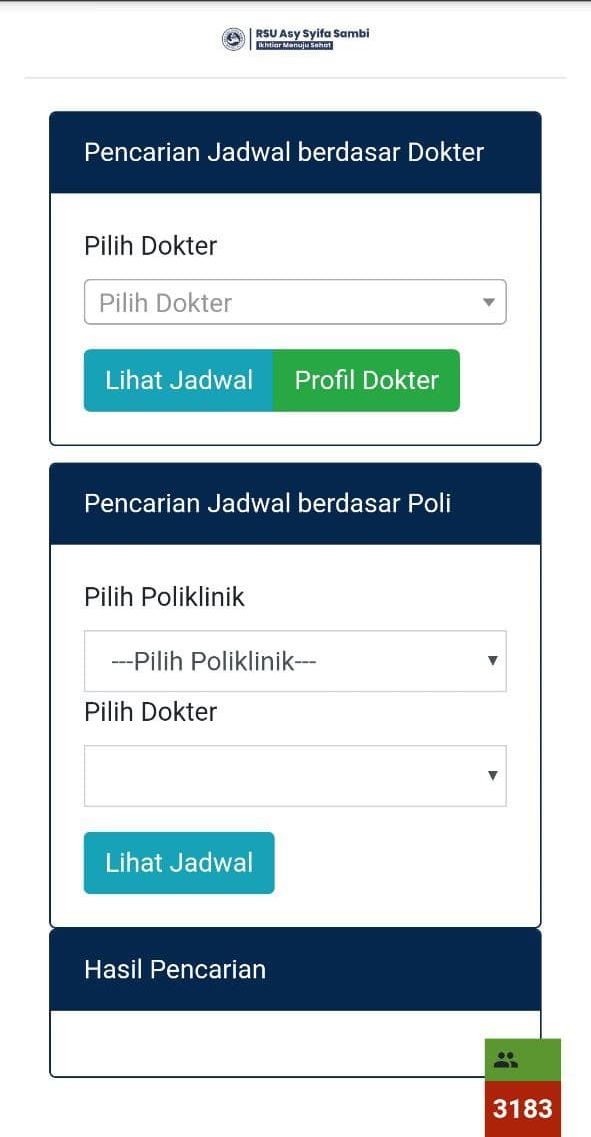 RSU Asy Syifa Sambi
Ikhtiar Menuju Sehat
Pencarian Jadwal berdasar Dokter
Pilih Dokter
Pilih Dokter
Lihat Jadwal Profil Dokter
Pencarian Jadwal berdasar Poli
Pilih Poliklinik
---Pilih Poliklinik---
Pilih Dokter
Lihat Jadwal
Hasil Pencarian
3183